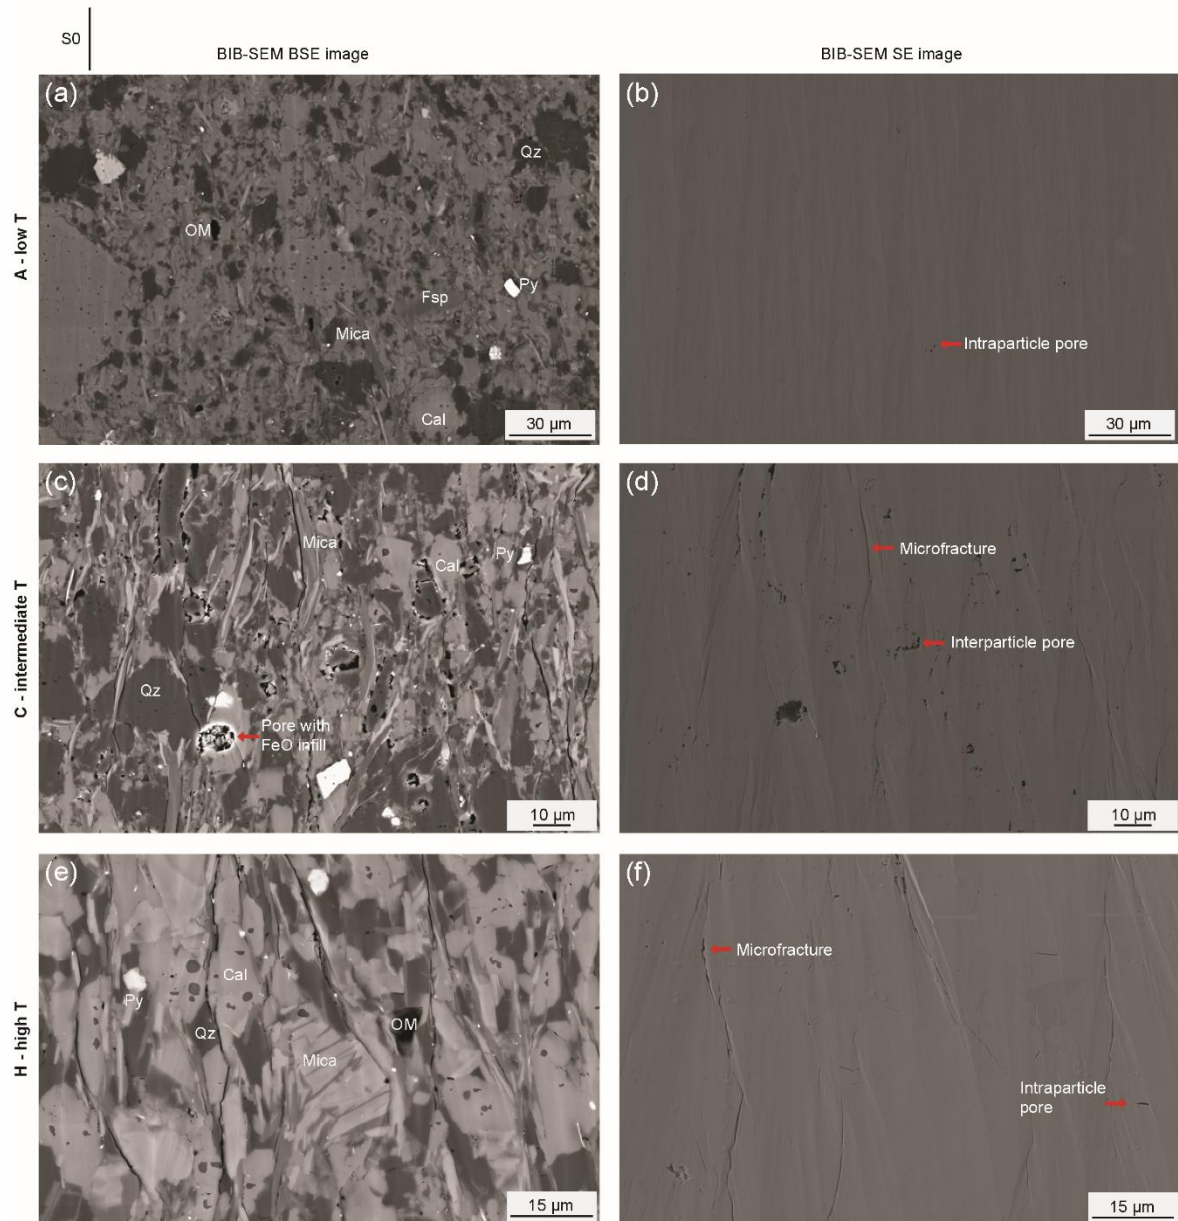 S0
BIB-SEM BSE image
BIB-SEM SE image
A - low T
(a)
Qz
OM
Py
Fsp
Mica
Cal
30 µm
(b)
Intraparticle pore
30 µm
C - intermediate T
(c)
Mica
Py
Cal
Qz
Pore with
FeO infill
10 µm
(d)
Microfracture
Interparticle pore
10 µm
H - high T
(e)
Cal
Py
Qz
OM
Mica
15 µm
(f)
Microfracture
Intraparticle
pore
15 µm